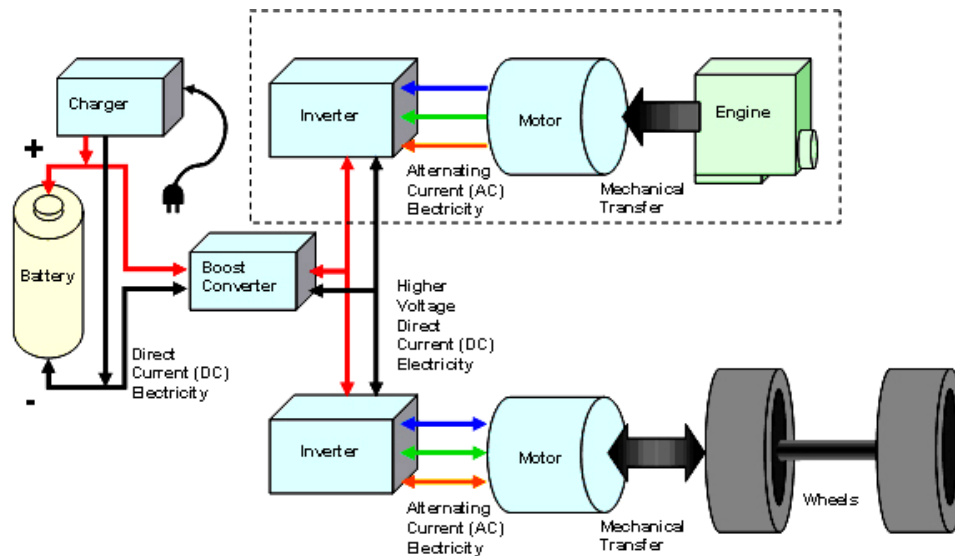 Charger
+
Battery
-
Direct
Current (DC)
Electricity
Boost
Converter
Inverter
Alternating
Current (AC)
Electricity
Motor
Mechanical
Transfer
Engine
Higher
Voltage
Direct
Current (DC)
Electricity
Inverter
Alternating
Current (AC)
Electricity
Motor
Mechanical
Transfer
Wheels